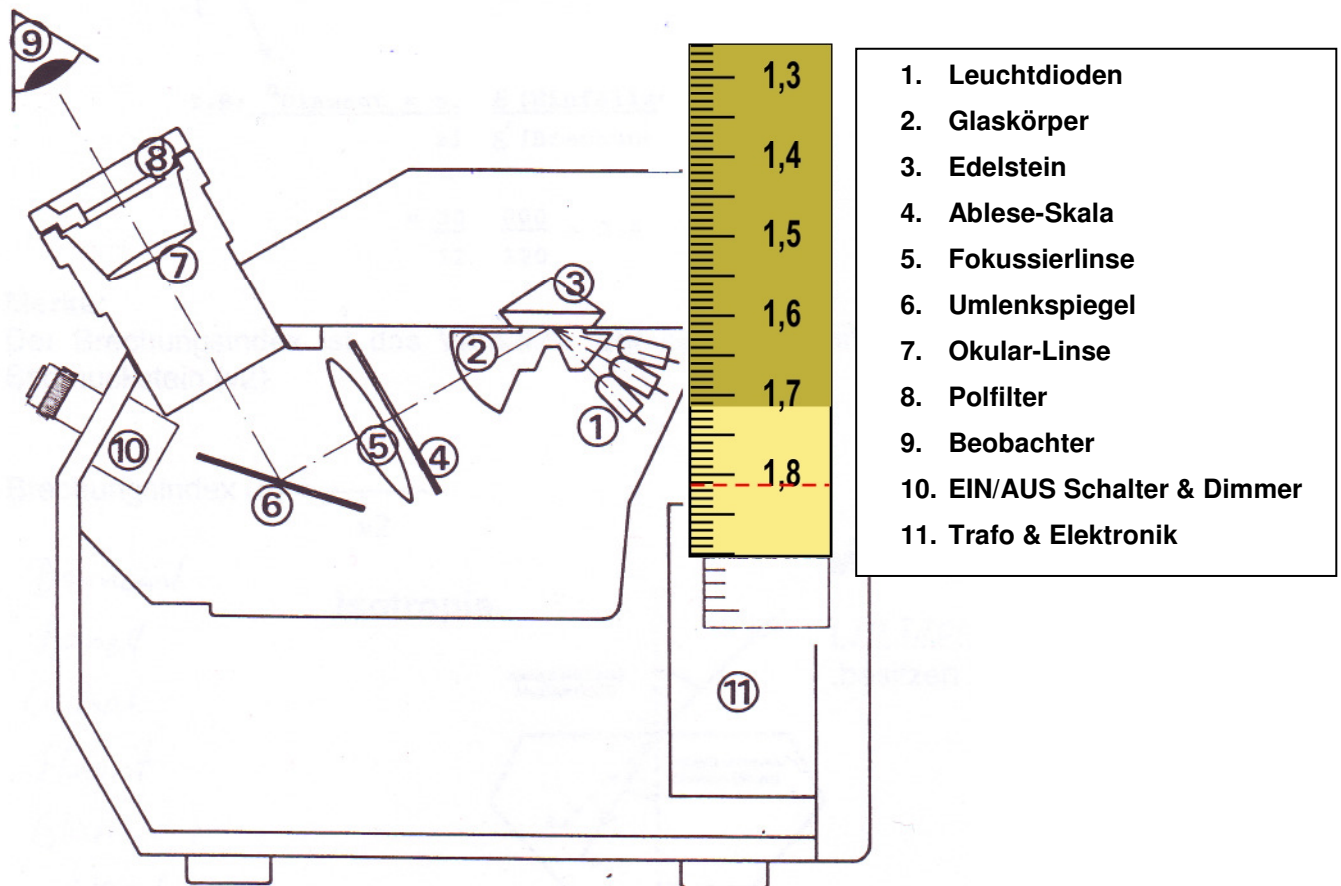 9
8
7
3
2
1
10
5
4
6
11
1,3
1,4
1,5
1,6
1,7
1,8
1. Leuchtdioden
2. Glaskörper
3. Edelstein
4. Ablese-Skala
5. Fokussierlinse
6. Umlenkspiegel
7. Okular-Linse
8. Polfilter
9. Beobachter
10. EIN/AUS Schalter & Dimmer
11. Trafo & Elektronik